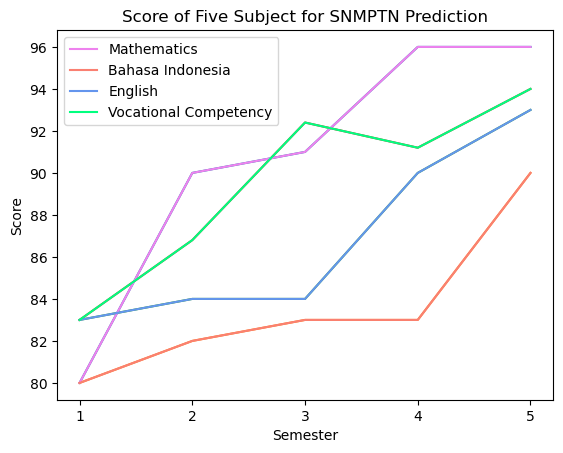 Score of Five Subject for SNMPTN Prediction
Mathematics
Bahasa Indonesia
English
Vocational Competency
Score
96
94
92
90
88
86
84
82
80
1 2 3 4 5
Semester